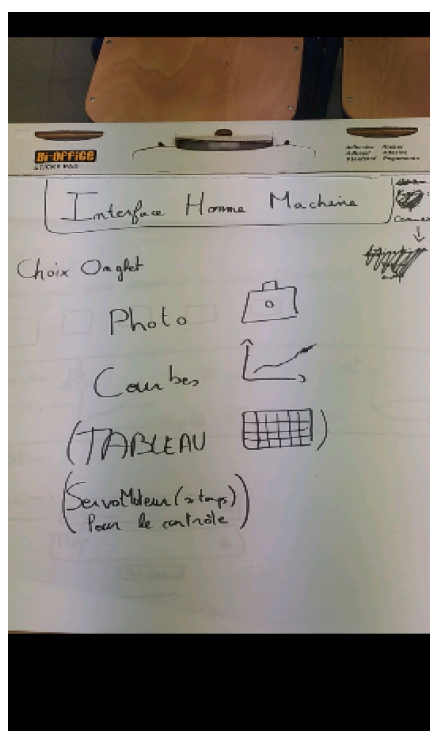 Bi-OFFiCE
Interface Homme Machine
Choix Onglet
Photo
Courbes
(TABLEAU )
(ServoMoteur (
Pour le contrôle )